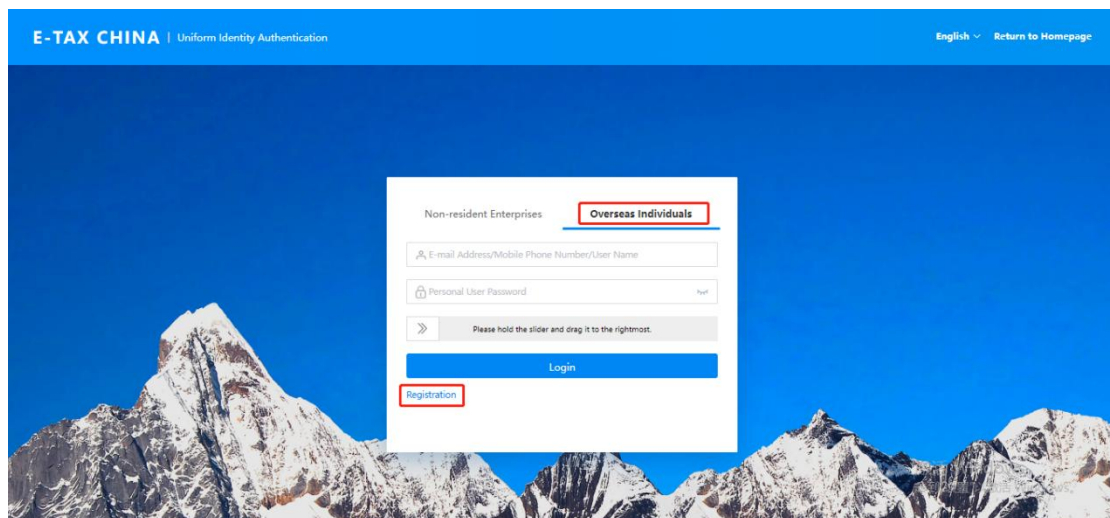 E-TAX CHINA | Uniform Identity Authentication English Return to Homepage
Non-resident Enterprises Overseas Individuals
E-mail Address/Mobile Phone Number/User Name
Personal User Password
Please hold the slider and drag it to the rightmost.
Login
Registration